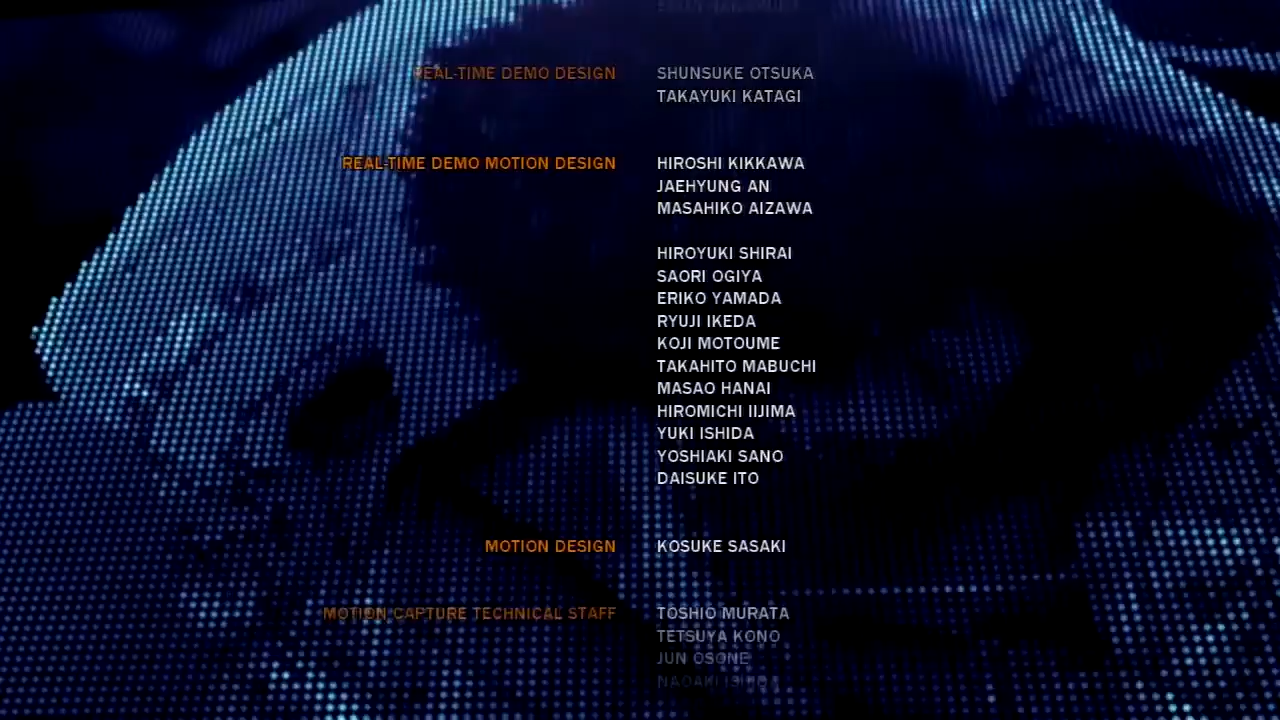 REAL-TIME DEMO DESIGN SHUNSUKE OTSUKA
TAKAYUKI KATAGI
REAL-TIME DEMO MOTION DESIGN HIROSHI KIKKAWA
JAEHYUNG AN
MASAHIKO AIZAWA
HIROYUKI SHIRAI
SAORI OGIYA
ERIKO YAMADA
RYUJI IKEDA
KOJI MOTOUME
TAKAHITO MABUCHI
MASAO HANAI
HIROMICHI IIJIMA
YUKI ISHIDA
YOSHIAKI SANO
DAISUKE ITO
MOTION DESIGN KOSUKE SASAKI
MOTION CAPTURE TECHNICAL STAFF TOSHIO MURATA
TETSUYA KONO
JUN OSONE
NAOAKI